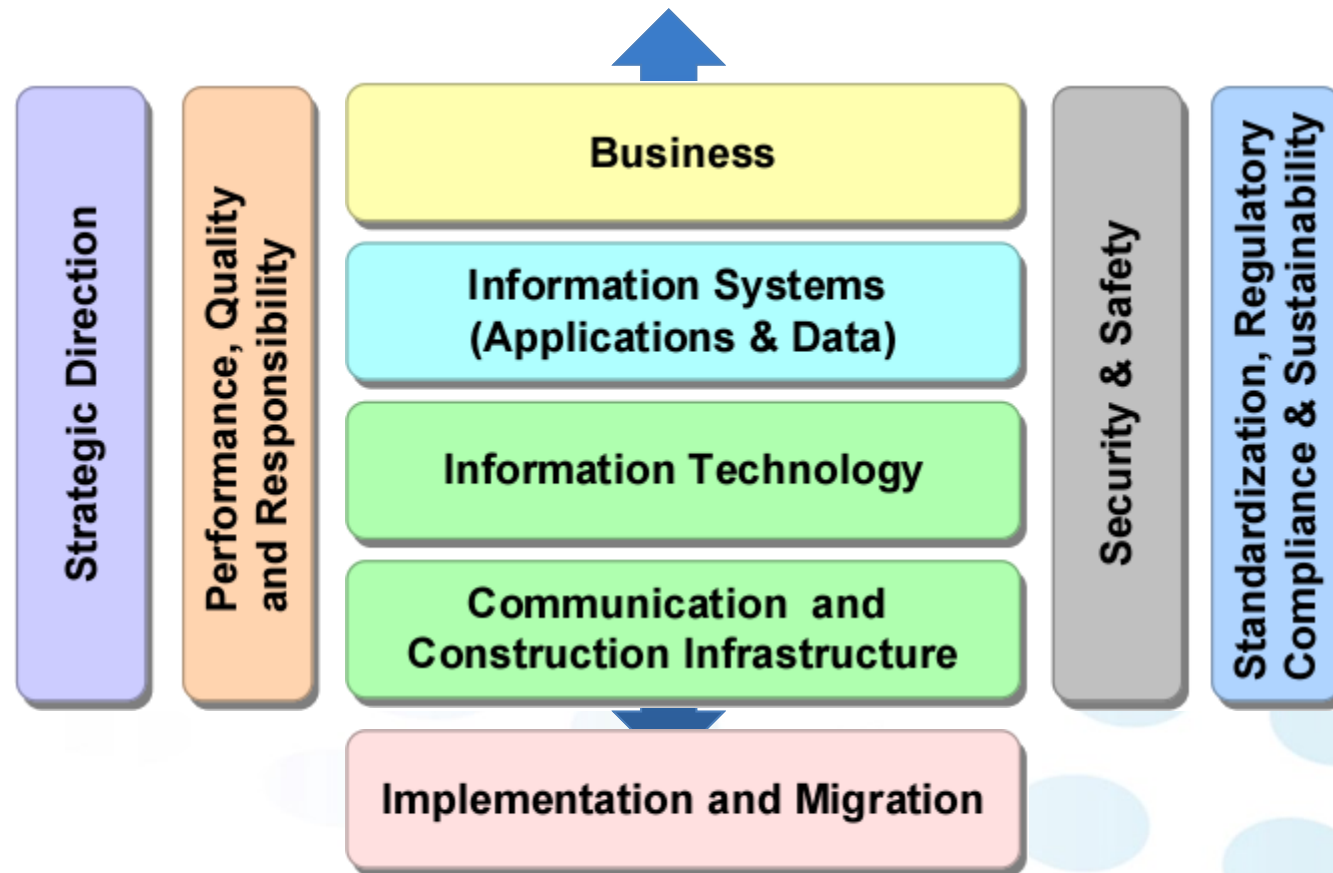 Strategic Direction
Performance, Quality
and Responsibility
Business
Information Systems
(Applications & Data)
Information Technology
Communication and
Construction Infrastructure
Implementation and Migration
Security & Safety
Standardization, Regulatory
Compliance & Sustainability